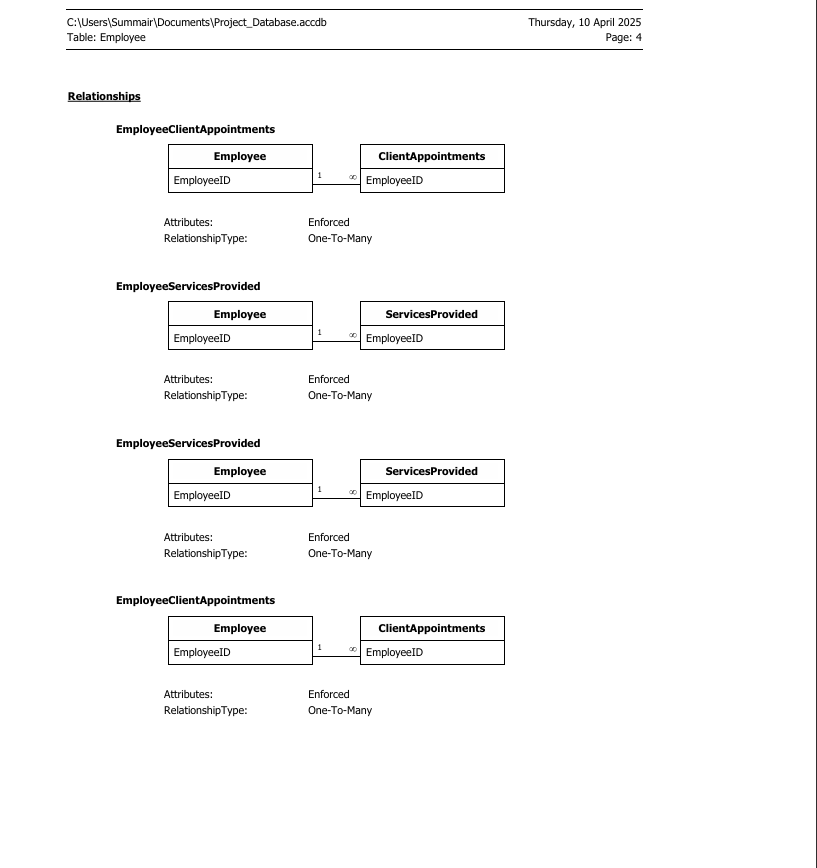 C:\Users\Summair\Documents\Project_Database.accdb Thursday, 10 April 2025
Table: Employee Page: 4
Relationships
EmployeeClientAppointments
Employee ClientAppointments
EmployeeID 1 ∞ EmployeeID
Attributes: Enforced
RelationshipType: One-To-Many
EmployeeServicesProvided
Employee ServicesProvided
EmployeeID 1 ∞ EmployeeID
Attributes: Enforced
RelationshipType: One-To-Many
EmployeeServicesProvided
Employee ServicesProvided
EmployeeID 1 ∞ EmployeeID
Attributes: Enforced
RelationshipType: One-To-Many
EmployeeClientAppointments
Employee ClientAppointments
EmployeeID 1 ∞ EmployeeID
Attributes: Enforced
RelationshipType: One-To-Many